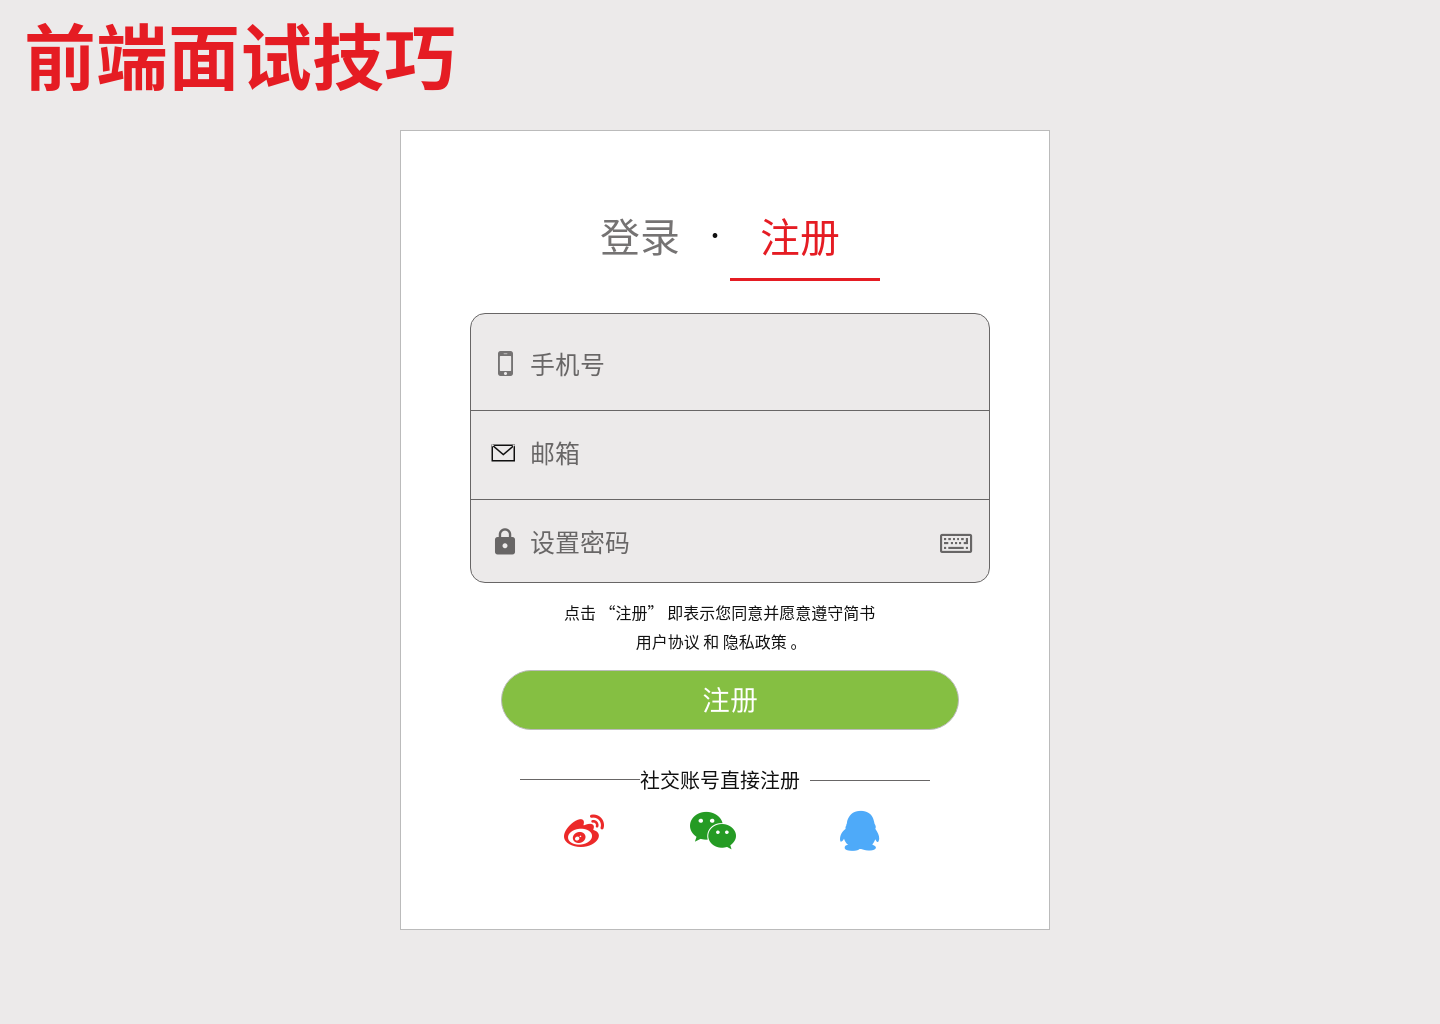 前端面试技巧
登录 · 注册
手机号
邮箱
设置密码
点击 “注册” 即表示您同意并愿意遵守简书
用户协议 和 隐私政策 。
注册
社交账号直接注册